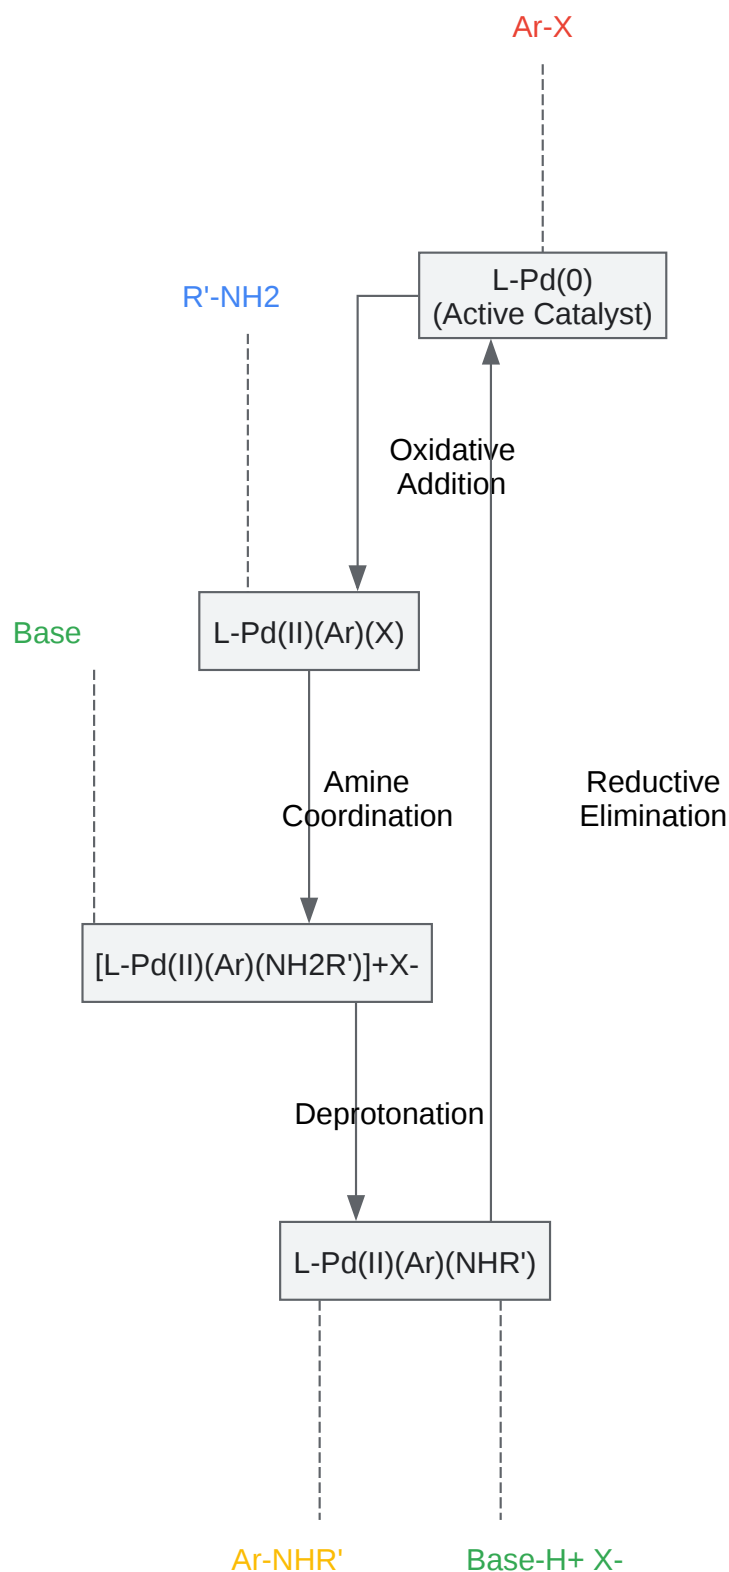 Ar-X
L-Pd(0)
(Active Catalyst)
R'-NH2
Oxidative
Addition
L-Pd(II)(Ar)(X)
Base
Amine
Coordination
Reductive
Elimination
[L-Pd(II)(Ar)(NH2R')]+X-
Deprotonation
L-Pd(II)(Ar)(NHR')
Ar-NHR'
Base-H+ X-